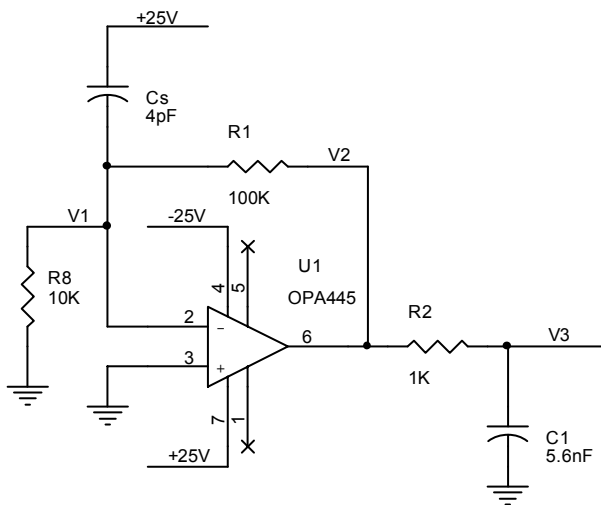 +25V
Cs
4pF
R1
V2
100K
V1
-25V
R8
10K
4
5
U1
OPA445
2
−
6
R2
V3
3
+
1K
7
1
C1
5.6nF
+25V